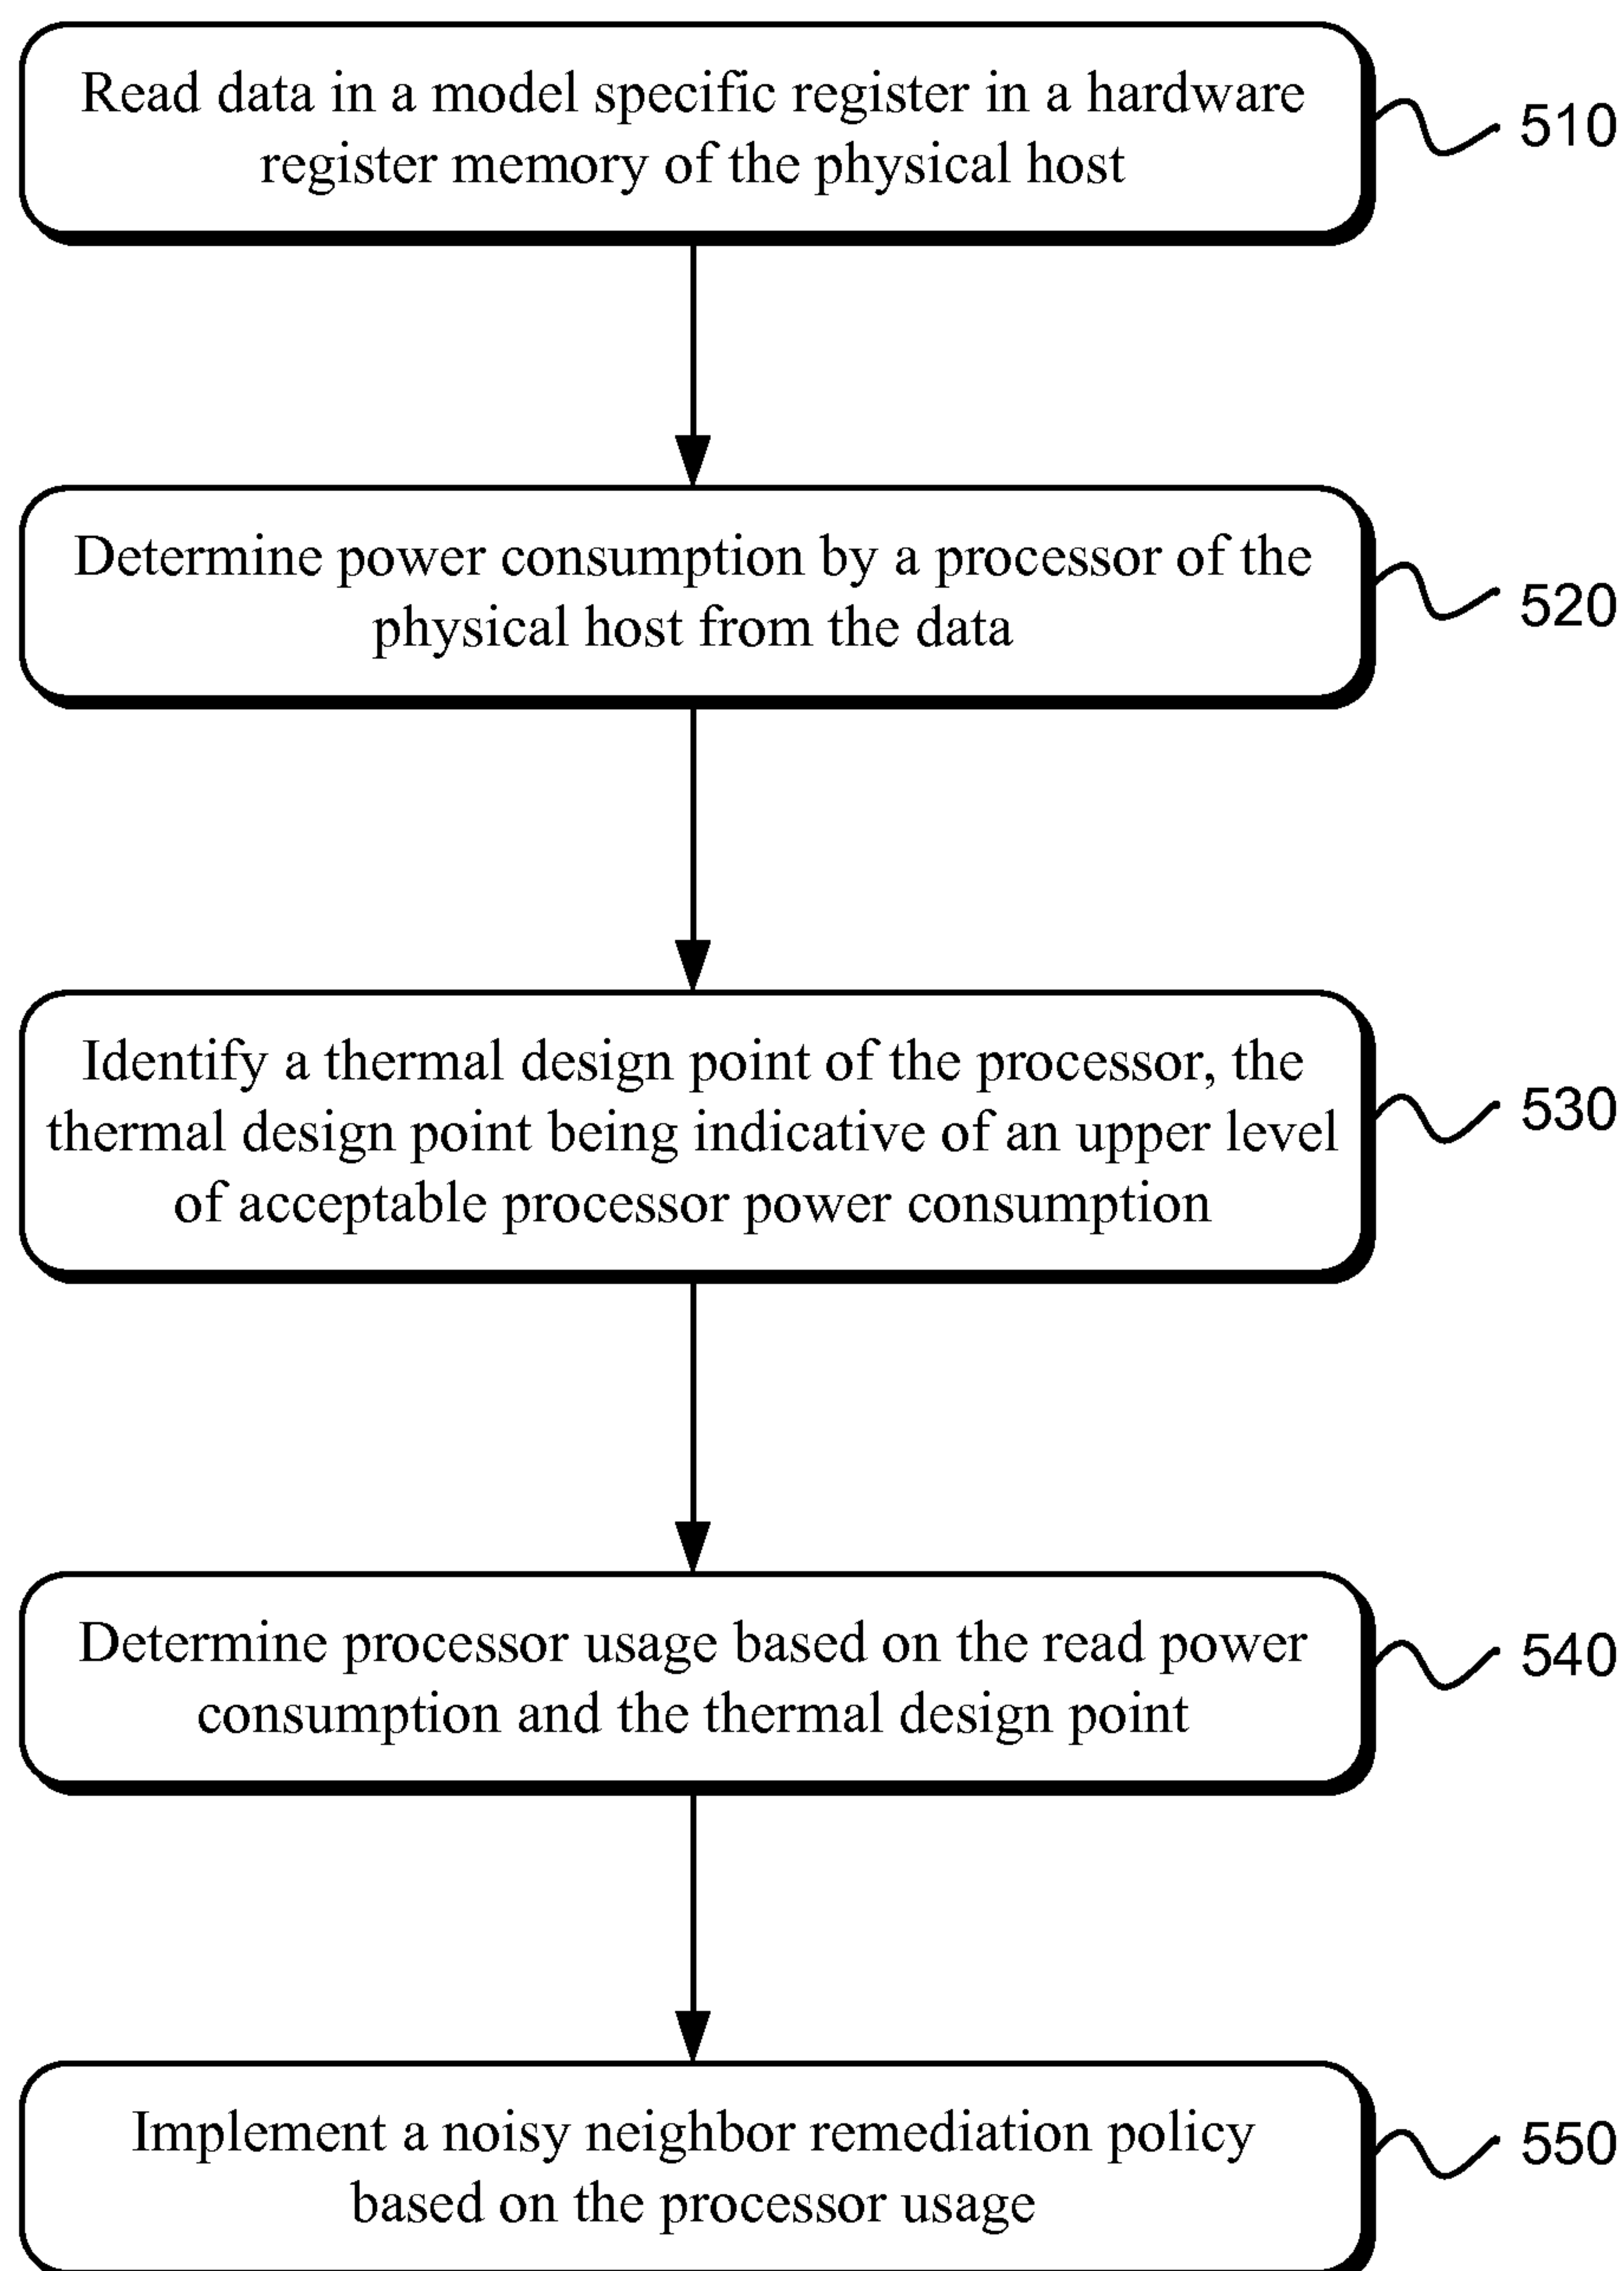 Read data in a model specific register in a hardware
register memory of the physical host
510
Determine power consumption by a processor of the
physical host from the data
520
Identify a thermal design point of the processor, the
thermal design point being indicative of an upper level
of acceptable processor power consumption
530
Determine processor usage based on the read power
consumption and the thermal design point
540
Implement a noisy neighbor remediation policy
based on the processor usage
550